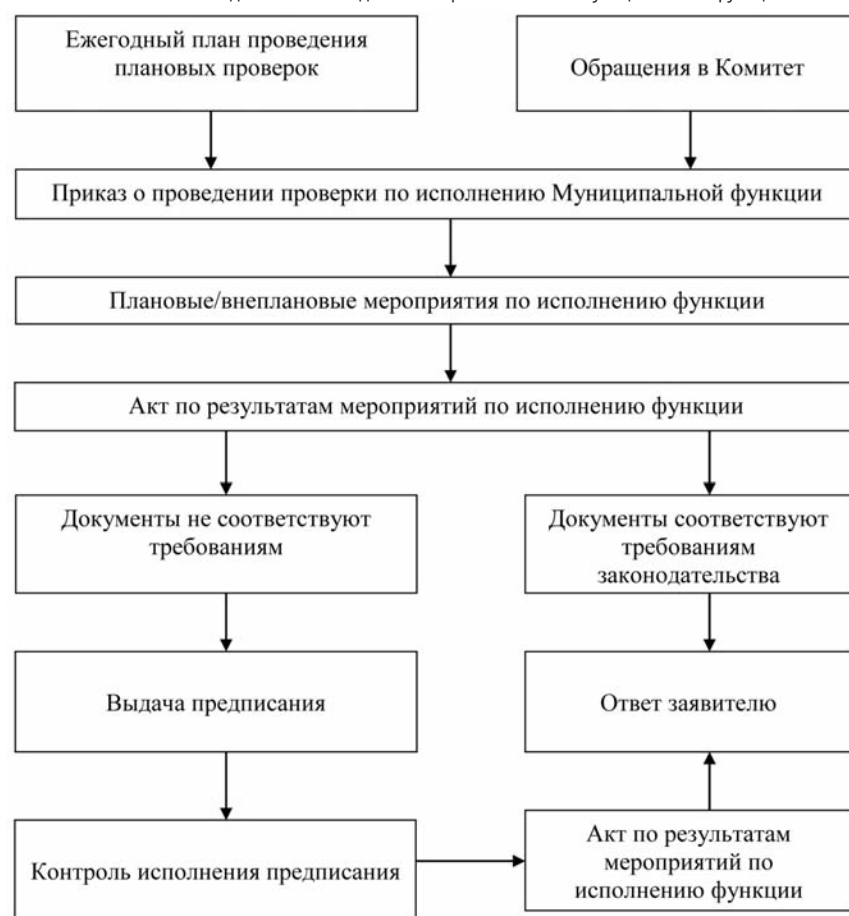 Ежегодный план проведения
плановых проверок
Обращения в Комитет
Приказ о проведении проверки по исполнению Муниципальной функции
Плановые/внеплановые мероприятия по исполнению функции
Акт по результатам мероприятий по исполнению функции
Документы не соответствуют
требованиям
Документы соответствуют
требованиям
законодательства
Выдача предписания
Ответ заявителю
Контроль исполнения предписания
Акт по результатам
мероприятий по
исполнению функции